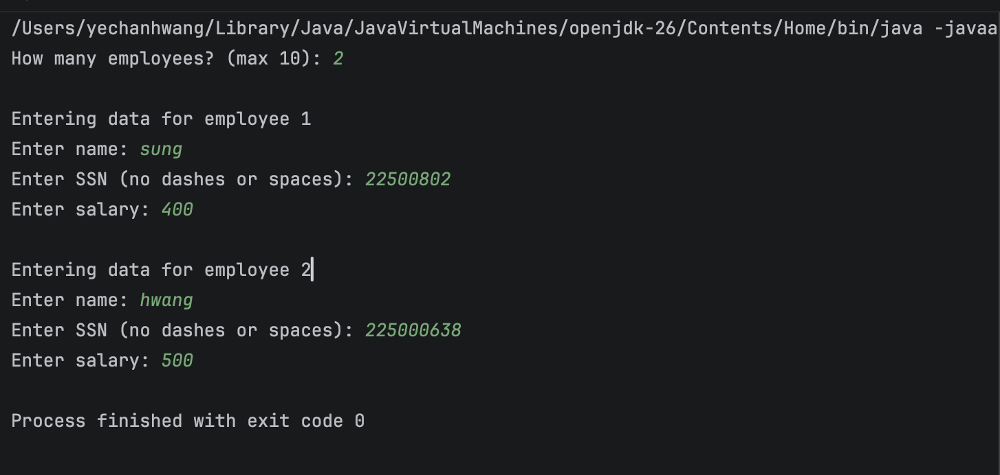 /Users/yechanhwang/Library/Java/JavaVirtualMachines/openjdk-26/Contents/Home/bin/java -javaa
How many employees? (max 10): 2
Entering data for employee 1
Enter name: sung
Enter SSN (no dashes or spaces): 22500802
Enter salary: 400
Entering data for employee 2
Enter name: hwang
Enter SSN (no dashes or spaces): 225000638
Enter salary: 500
Process finished with exit code 0